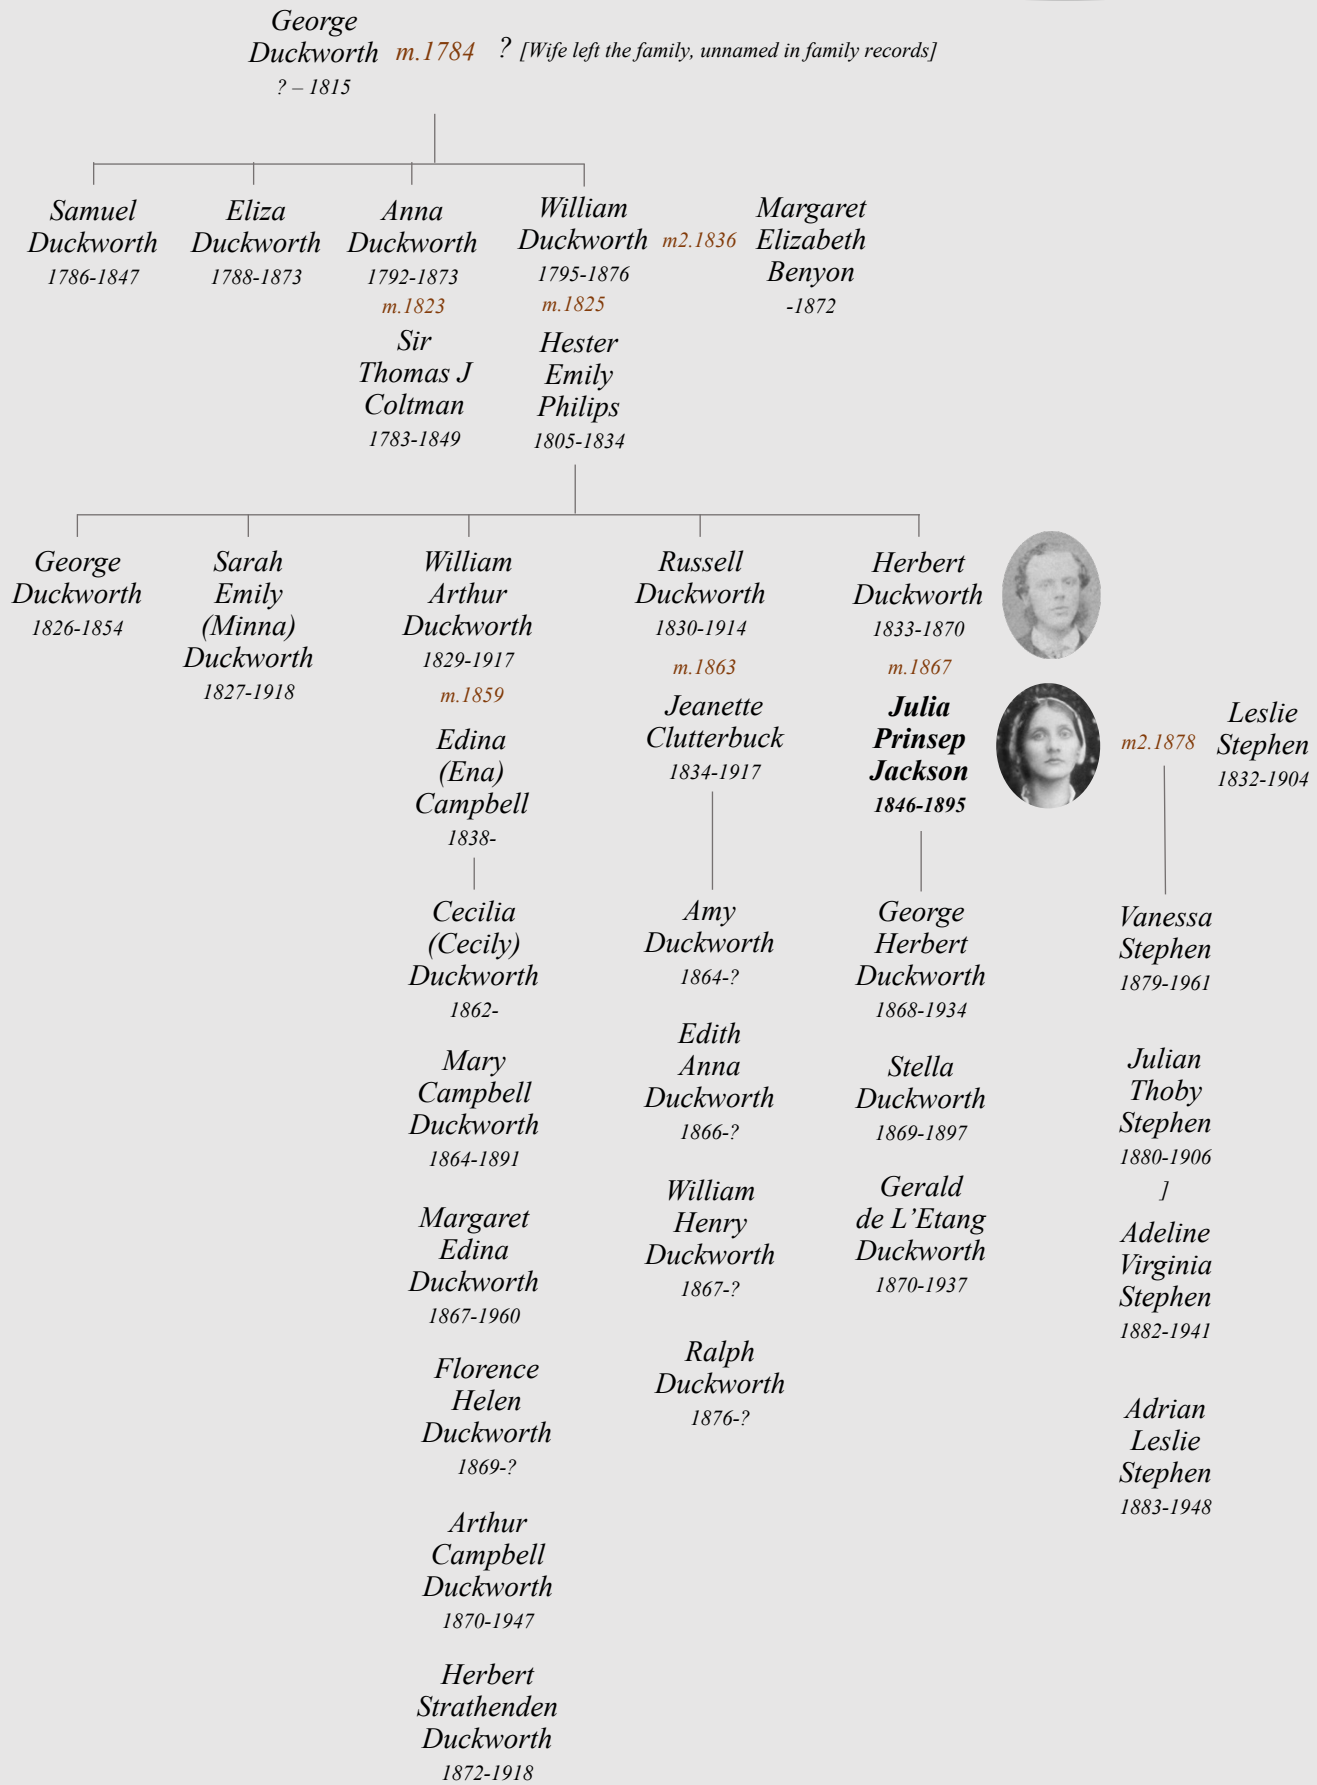 George
Duckworth m.1784 ? [Wife left the family, unnamed in family records]
? – 1815
Samuel
Duckworth
1786-1847
Eliza
Duckworth
1788-1873
Anna
Duckworth
1792-1873
m.1823
Sir
Thomas J
Coltman
1783-1849
William
Duckworth
1795-1876
m.1825
Hester
Emily
Philips
1805-1834
m2.1836
Margaret
Elizabeth
Benyon
-1872
George
Duckworth
1826-1854
Sarah
Emily
(Minna)
Duckworth
1827-1918
William
Arthur
Duckworth
1829-1917
m.1859
Edina
(Ena)
Campbell
1838-
Cecilia
(Cecily)
Duckworth
1862-
Mary
Campbell
Duckworth
1864-1891
Margaret
Edina
Duckworth
1867-1960
Florence
Helen
Duckworth
1869-?
Arthur
Campbell
Duckworth
1870-1947
Herbert
Strathenden
Duckworth
1872-1918
Russell
Duckworth
1830-1914
m.1863
Jeanette
Clutterbuck
1834-1917
Amy
Duckworth
1864-?
Edith
Anna
Duckworth
1866-?
William
Henry
Duckworth
1867-?
Ralph
Duckworth
1876-?
Herbert
Duckworth
1833-1870
m.1867
Julia
Prinsep
Jackson
1846-1895
George
Herbert
Duckworth
1868-1934
Stella
Duckworth
1869-1897
Gerald
de L’Etang
Duckworth
1870-1937
m2.1878
Leslie
Stephen
1832-1904
Vanessa
Stephen
1879-1961
Julian
Thoby
Stephen
1880-1906
]
Adeline
Virginia
Stephen
1882-1941
Adrian
Leslie
Stephen
1883-1948